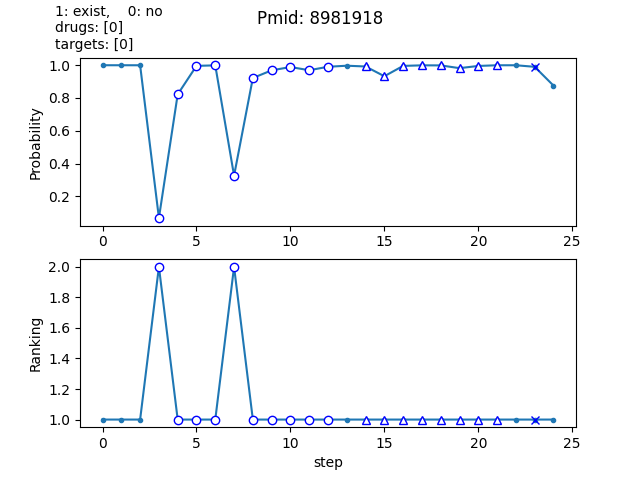 1: exist,    0: no
drugs: [0]
targets: [0]
Pmid: 8981918
Probability
1.0
0.8
0.6
0.4
0.2
0 5 10 15 20 25
Ranking
2.0
1.8
1.6
1.4
1.2
1.0
0 5 10 15 20 25
step